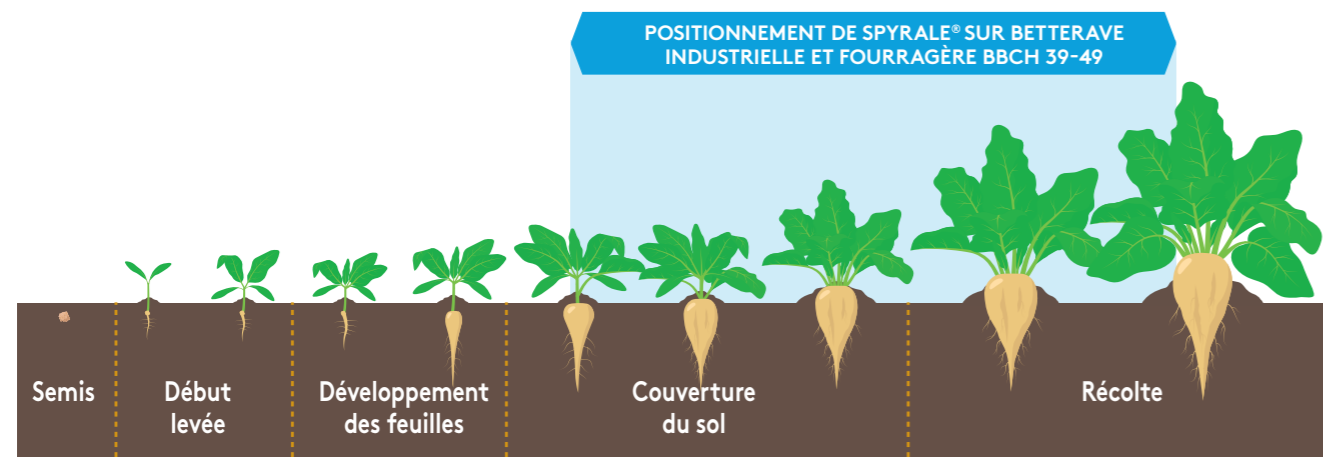 POSITIONNEMENT DE SPYRALE® SUR BETTERAVE
INDUSTRIELLE ET FOURRAGÈRE BBCH 39-49
Semis
Début
levée
Développement
des feuilles
Couverture
du sol
Récolte